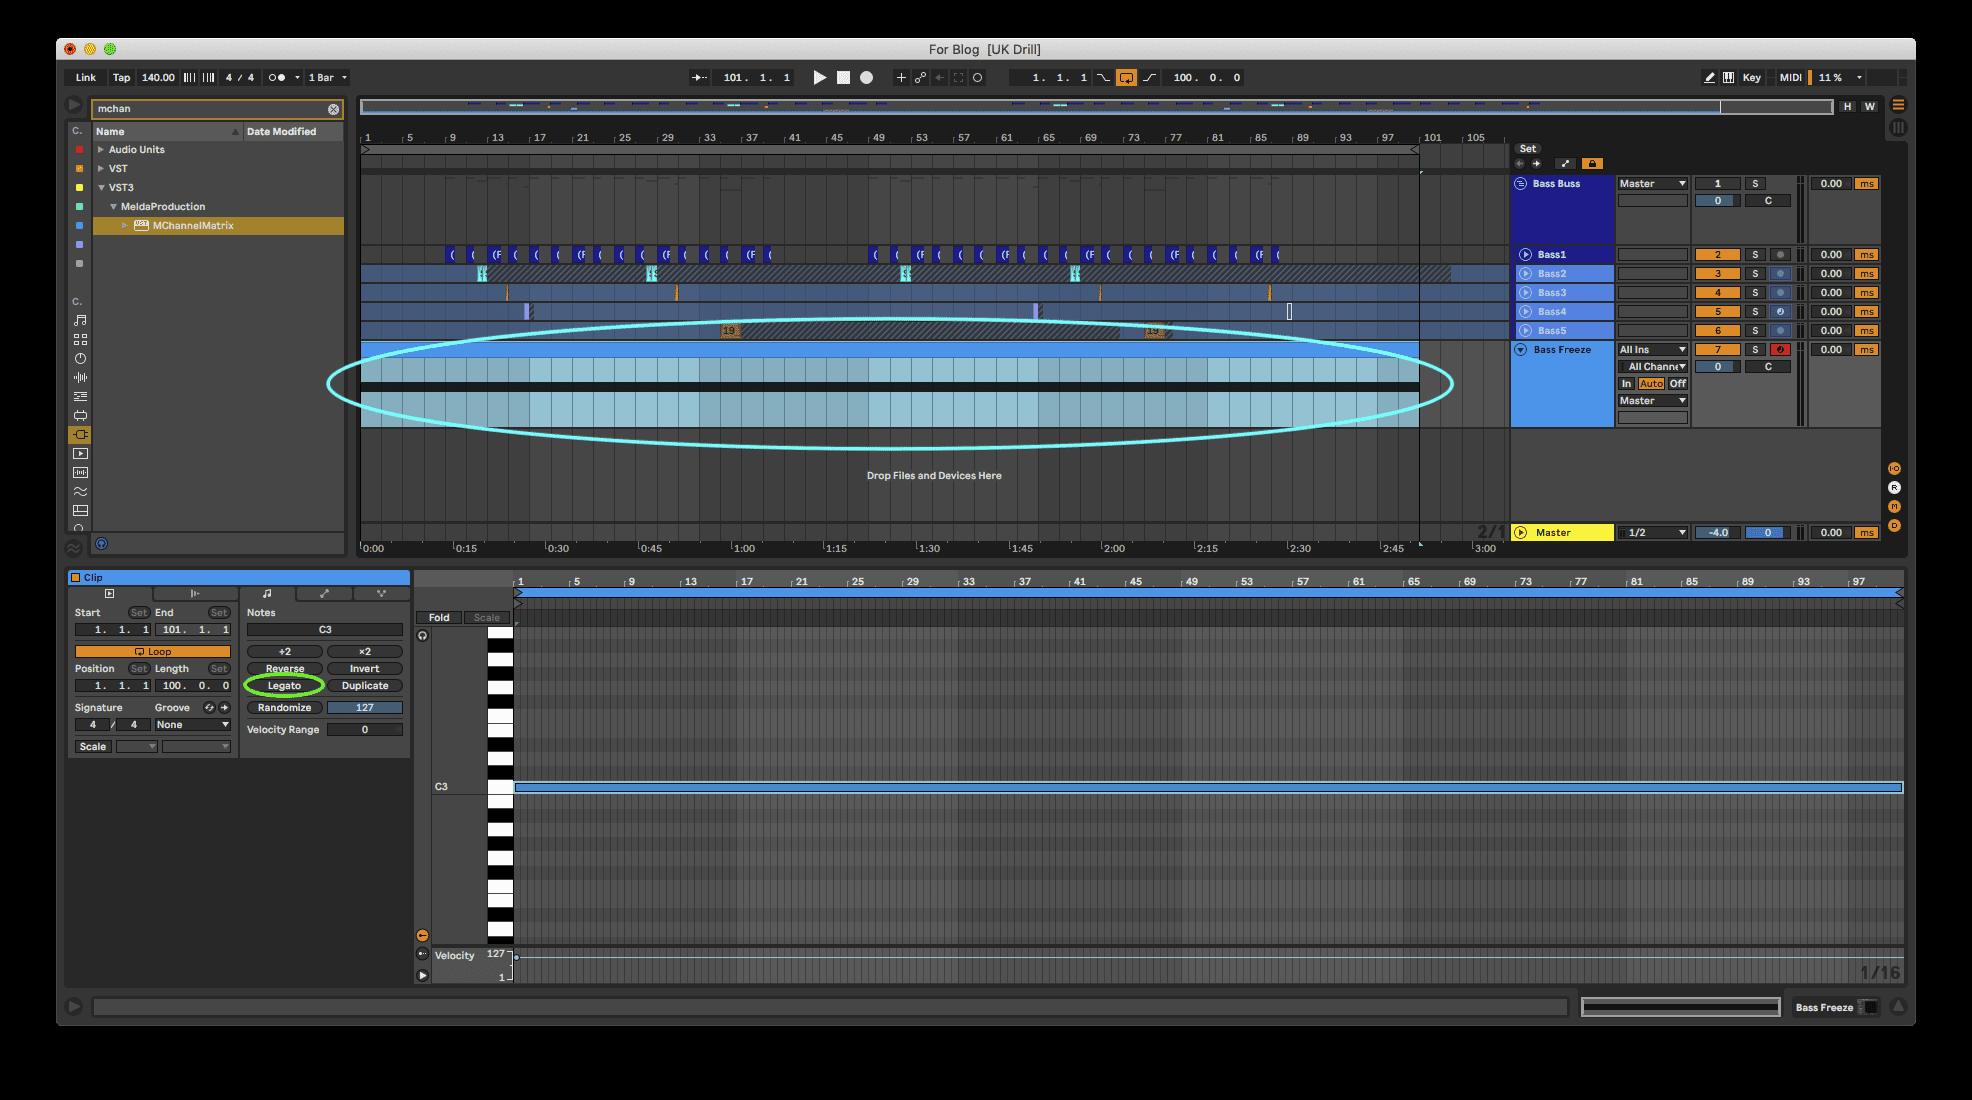 For Blog [UK Drill]
Link Tap 140.00 4 / 4 1 Bar 101. 1. 1 1. 1. 1 100. 0. 0 Key MIDI 11 %
mchan
H W
C. Name Date Modified
Audio Units
VST
VST3
MeldaProduction
MChannelMatrix
C.
1 5 9 13 17 21 25 29 33 37 41 45 49 53 57 61 65 69 73 77 81 85 89 93 97 101 105
Set
Bass Buss Master 1 S 0.00 ms
0 C
Bass1 2 S 0.00 ms
Bass2 3 S 0.00 ms
Bass3 4 S 0.00 ms
Bass4 5 S 0.00 ms
19
Bass5 6 S 0.00 ms
Bass Freeze All Ins 7 S 0.00 ms
All Channe 0 C
In Auto Off
Master
Drop Files and Devices Here
2/1
Master 1/2 -4.0 0 0.00 ms
0:00 0:15 0:30 0:45 1:00 1:15 1:30 1:45 2:00 2:15 2:30 2:45 3:00
I·O
R
M
D
Clip
1 5 9 13 17 21 25 29 33 37 41 45 49 53 57 61 65 69 73 77 81 85 89 93 97
Start Set End Set Notes
1. 1. 1 101. 1. 1 C3
Fold Scale
Loop ÷2 ×2
Position Set Length Set Reverse Invert
1. 1. 1 100. 0. 0 Legato Duplicate
Signature Groove Randomize 127
4 / 4 None Velocity Range 0
Scale
C3
Velocity 127
1
1/16
Bass Freeze